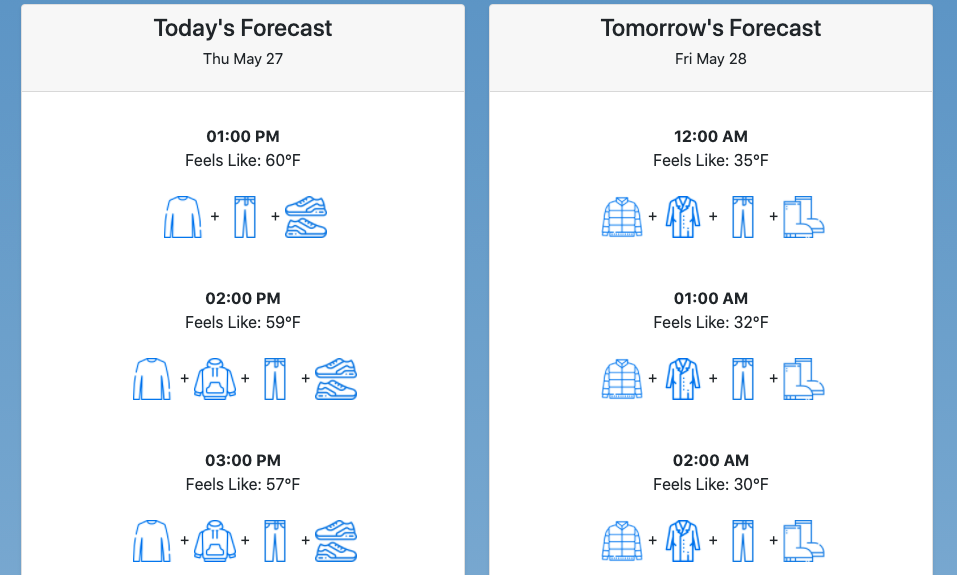 Today's Forecast
Thu May 27
01:00 PM
Feels Like: 60°F
+ + 
02:00 PM
Feels Like: 59°F
+ + +
03:00 PM
Feels Like: 57°F
+ + +
Tomorrow's Forecast
Fri May 28
12:00 AM
Feels Like: 35°F
+ + +
01:00 AM
Feels Like: 32°F
+ + +
02:00 AM
Feels Like: 30°F
+ + +